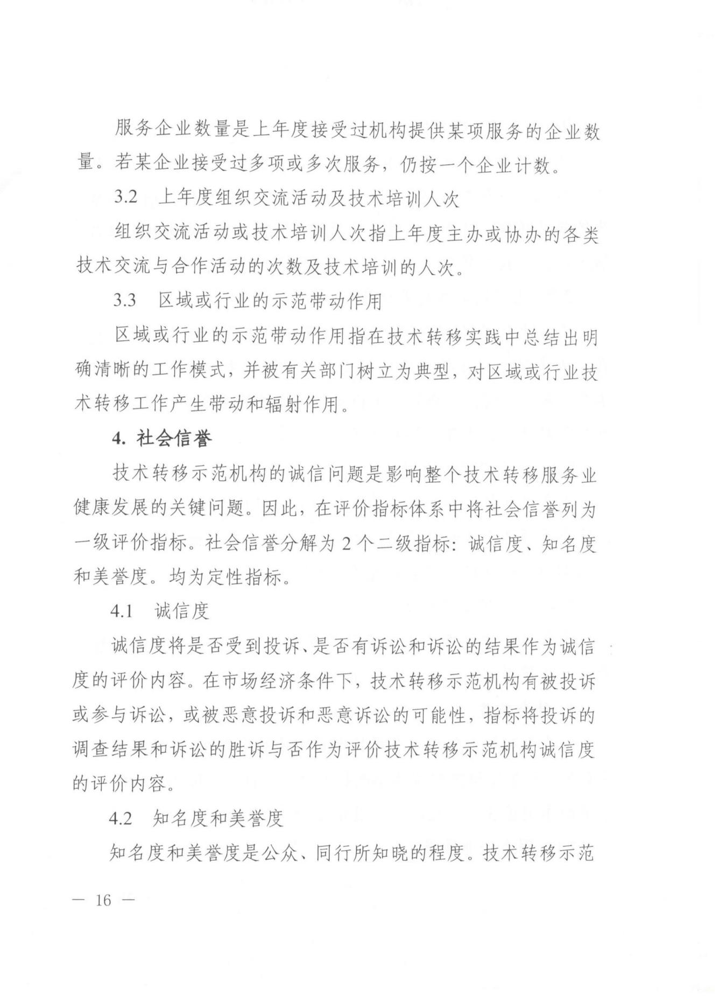 服务企业数量是上年度接受过机构提供某项服务的企业数
量。若某企业接受过多项或多次服务，仍按一个企业计数。
3.2 上年度组织交流活动及技术培训人次
组织交流活动或技术培训人次指上年度主办或协办的各类
技术交流与合作活动的次数及技术培训的人次。
3.3 区域或行业的示范带动作用
区域或行业的示范带动作用指在技术转移实践中总结出明
确清晰的工作模式，并被有关部门树立为典型，对区域或行业技
术转移工作产生带动和辐射作用。
4. 社会信誉
技术转移示范机构的诚信问题是影响整个技术转移服务业
健康发展的关键问题。因此，在评价指标体系中将社会信誉列为
一级评价指标。社会信誉分解为 2 个二级指标：诚信度、知名度
和美誉度。均为定性指标。
4.1 诚信度
诚信度将是否受到投诉、是否有诉讼和诉讼的结果作为诚信
度的评价内容。在市场经济条件下，技术转移示范机构有被投诉
或参与诉讼，或被恶意投诉和恶意诉讼的可能性，指标将投诉的
调查结果和诉讼的胜诉与否作为评价技术转移示范机构诚信度
的评价内容。
4.2 知名度和美誉度
知名度和美誉度是公众、同行所知晓的程度。技术转移示范
— 16 —